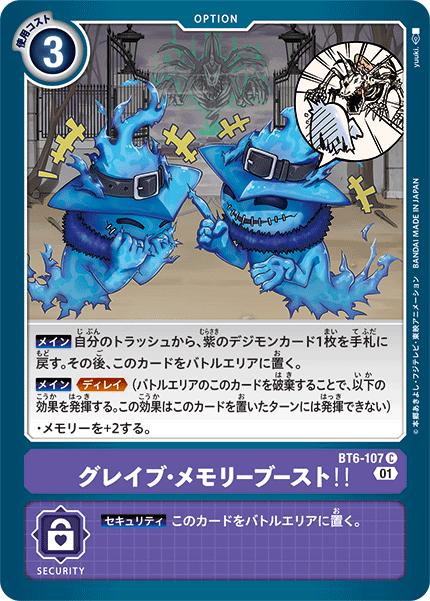 OPTION
使用コスト
3
yuuki.
メイン 自分のトラッシュから、紫のデジモンカード1枚を手札に
戻す。その後、このカードをバトルエリアに置く。
メイン ディレイ (バトルエリアのこのカードを破棄することで、以下の
効果を発揮する。この効果はこのカードを置いたターンには発揮できない)
・メモリーを+2する。
©本郷あきよし・フジテレビ・東映アニメーション BANDAI MADE IN JAPAN
BT6-107 C
グレイブ・メモリーブースト!!
01
セキュリティ このカードをバトルエリアに置く。
SECURITY